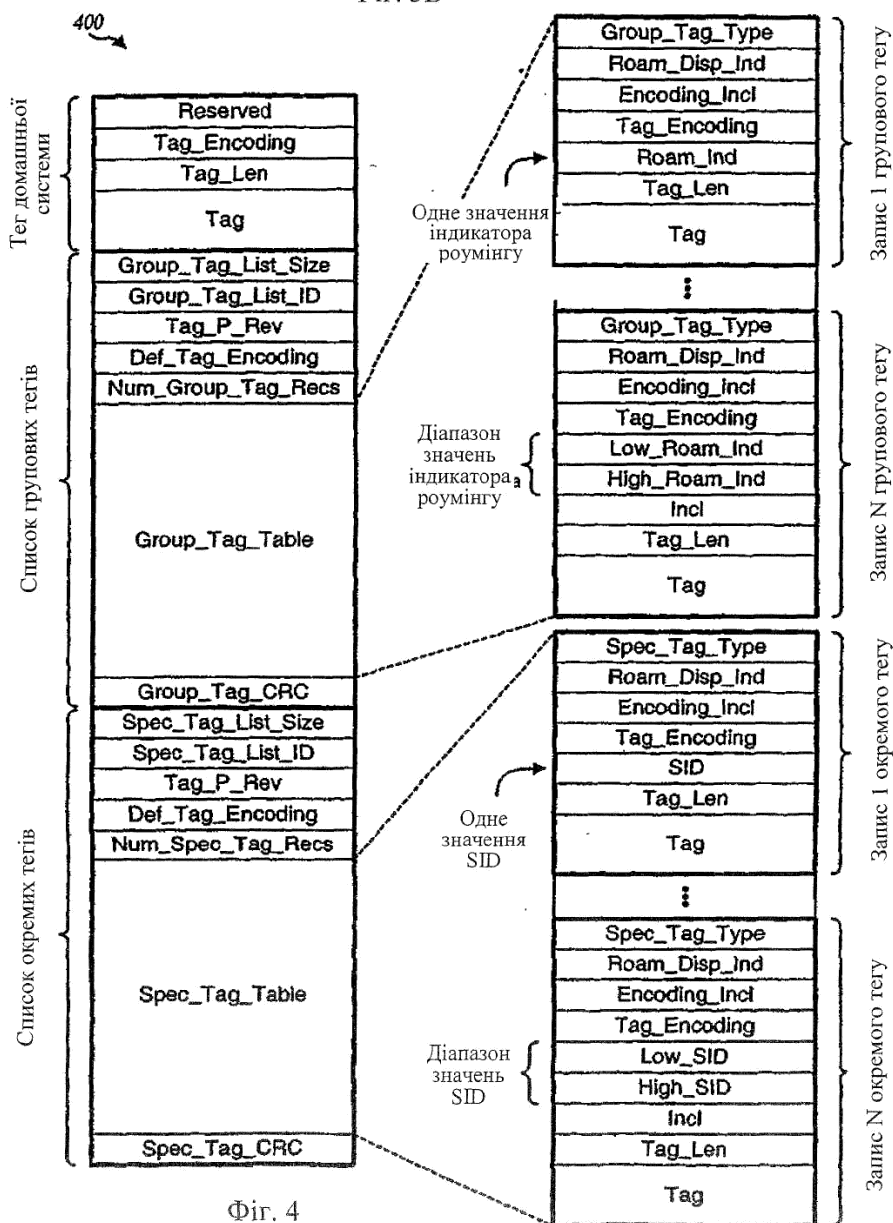 400
Тег домашньої
системи
Reserved
Tag_Encoding
Tag_Len
Tag
Список групових тегів
Group_Tag_List_Size
Group_Tag_List_ID
Tag_P_Rev
Def_Tag_Encoding
Num_Group_Tag_Recs
Group_Tag_Table
Group_Tag_CRC
Список окремих тегів
Spec_Tag_List_Size
Spec_Tag_List_ID
Tag_P_Rev
Def_Tag_Encoding
Num_Spec_Tag_Recs
Spec_Tag_Table
Spec_Tag_CRC
Group_Tag_Type
Roam_Disp_Ind
Encoding_Incl
Tag_Encoding
Roam_Ind
Tag_Len
Tag
Одне значення
індикатора
роумінгу
Запис 1 групового тегу
Group_Tag_Type
Roam_Disp_Ind
Encoding_Incl
Tag_Encoding
Low_Roam_Ind
High_Roam_Ind
Incl
Tag_Len
Tag
Діапазон
значень
індикатора
роумінгу
a
Запис N групового тегу
Spec_Tag_Type
Roam_Disp_Ind
Encoding_Incl
Tag_Encoding
SID
Tag_Len
Tag
Одне
значення
SID
Запис 1 окремого тегу
Spec_Tag_Type
Roam_Disp_Ind
Encoding_Incl
Tag_Encoding
Low_SID
High_SID
Incl
Tag_Len
Tag
Діапазон
значень
SID
Запис N окремого тегу
Фіг. 4